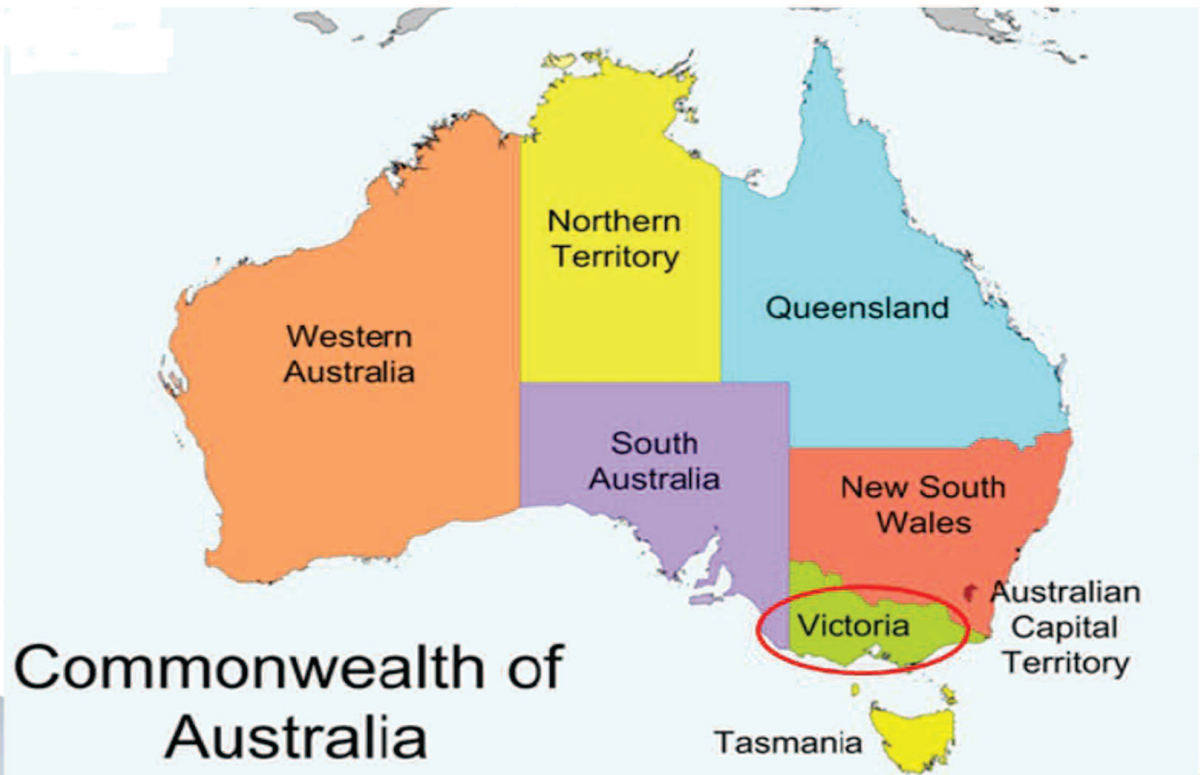 Northern
Territory
Queensland
Western
Australia
South
Australia
New South
Wales
Australian
Capital
Territory
Victoria
Commonwealth of
Australia
Tasmania